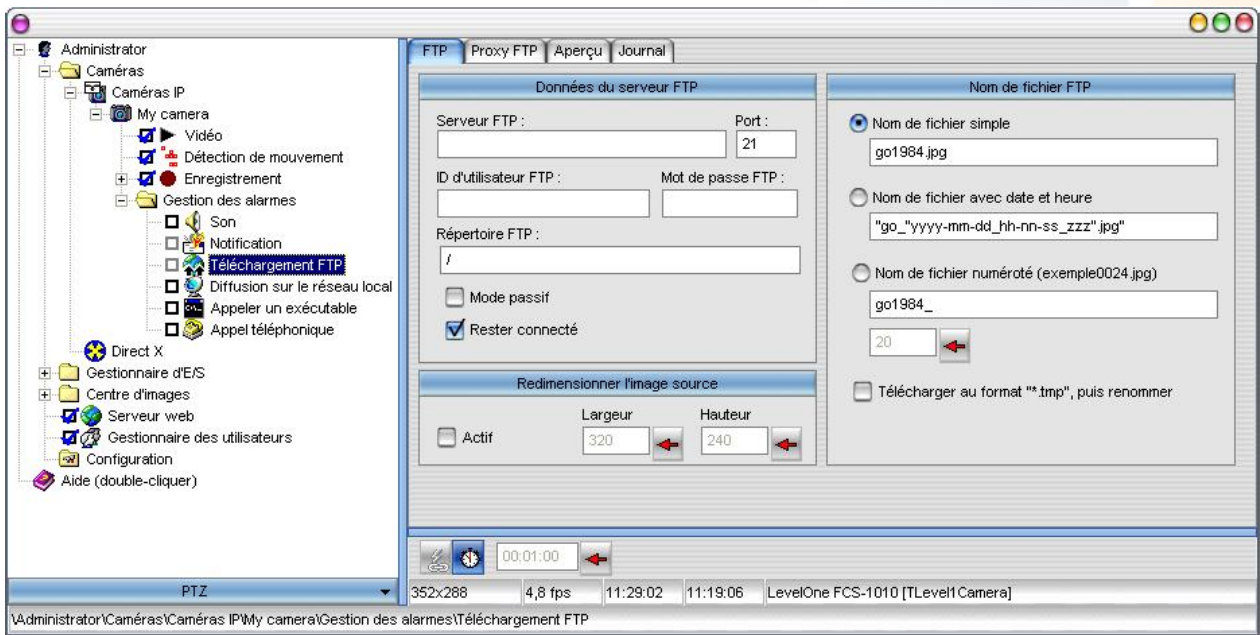 Administrator
Caméras
Caméras IP
My camera
Vidéo
Détection de mouvement
Enregistrement
Gestion des alarmes
Son
Notification
Téléchargement FTP
Diffusion sur le réseau local
Appeler un exécutable
Appel téléphonique
Direct X
Gestionnaire d'E/S
Centre d'images
Serveur web
Gestionnaire des utilisateurs
Configuration
Aide (double-cliquer)
PTZ
FTP Proxy FTP Aperçu Journal
Données du serveur FTP
Serveur FTP : Port :
21
ID d'utilisateur FTP : Mot de passe FTP :
Répertoire FTP :
/
Mode passif
Rester connecté
Redimensionner l'image source
Largeur Hauteur
Actif 320 240
Nom de fichier FTP
Nom de fichier simple
go1984.jpg
Nom de fichier avec date et heure
"go_"yyyy-mm-dd_hh-nn-ss_zzz".jpg"
Nom de fichier numéroté (exemple0024.jpg)
go1984_
20
Télécharger au format "*.tmp", puis renommer
00:01:00
352x288 4,8 fps 11:29:02 11:19:06 LevelOne FCS-1010 [TLevel1Camera]
\Administrator\Caméras\Caméras IP\My camera\Gestion des alarmes\Téléchargement FTP